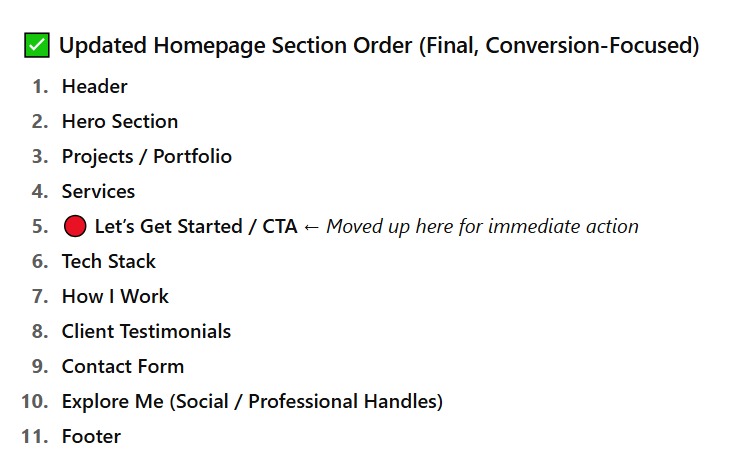 ✅ Updated Homepage Section Order (Final, Conversion-Focused)
1. Header
2. Hero Section
3. Projects / Portfolio
4. Services
5. 🔴 Let’s Get Started / CTA ← Moved up here for immediate action
6. Tech Stack
7. How I Work
8. Client Testimonials
9. Contact Form
10. Explore Me (Social / Professional Handles)
11. Footer